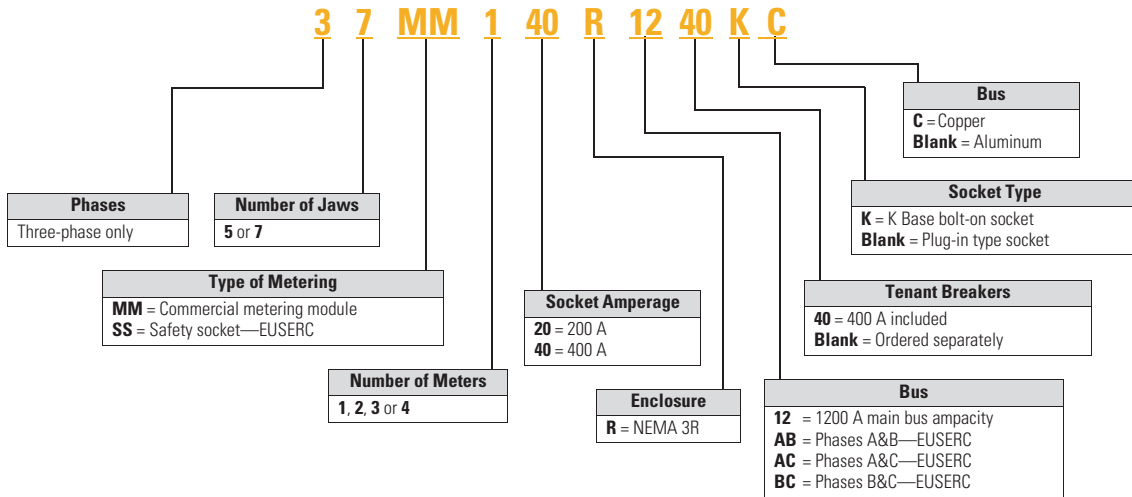 3 7 MM 1 40 R 12 40 K C
Bus
C = Copper
Blank = Aluminum
Phases
Three-phase only
Number of Jaws
5 or 7
Socket Type
K = K Base bolt-on socket
Blank = Plug-in type socket
Type of Metering
MM = Commercial metering module
SS = Safety socket—EUSERC
Socket Amperage
20 = 200 A
40 = 400 A
Tenant Breakers
40 = 400 A included
Blank = Ordered separately
Number of Meters
1, 2, 3 or 4
Enclosure
R = NEMA 3R
Bus
12 = 1200 A main bus ampacity
AB = Phases A&B—EUSERC
AC = Phases A&C—EUSERC
BC = Phases B&C—EUSERC